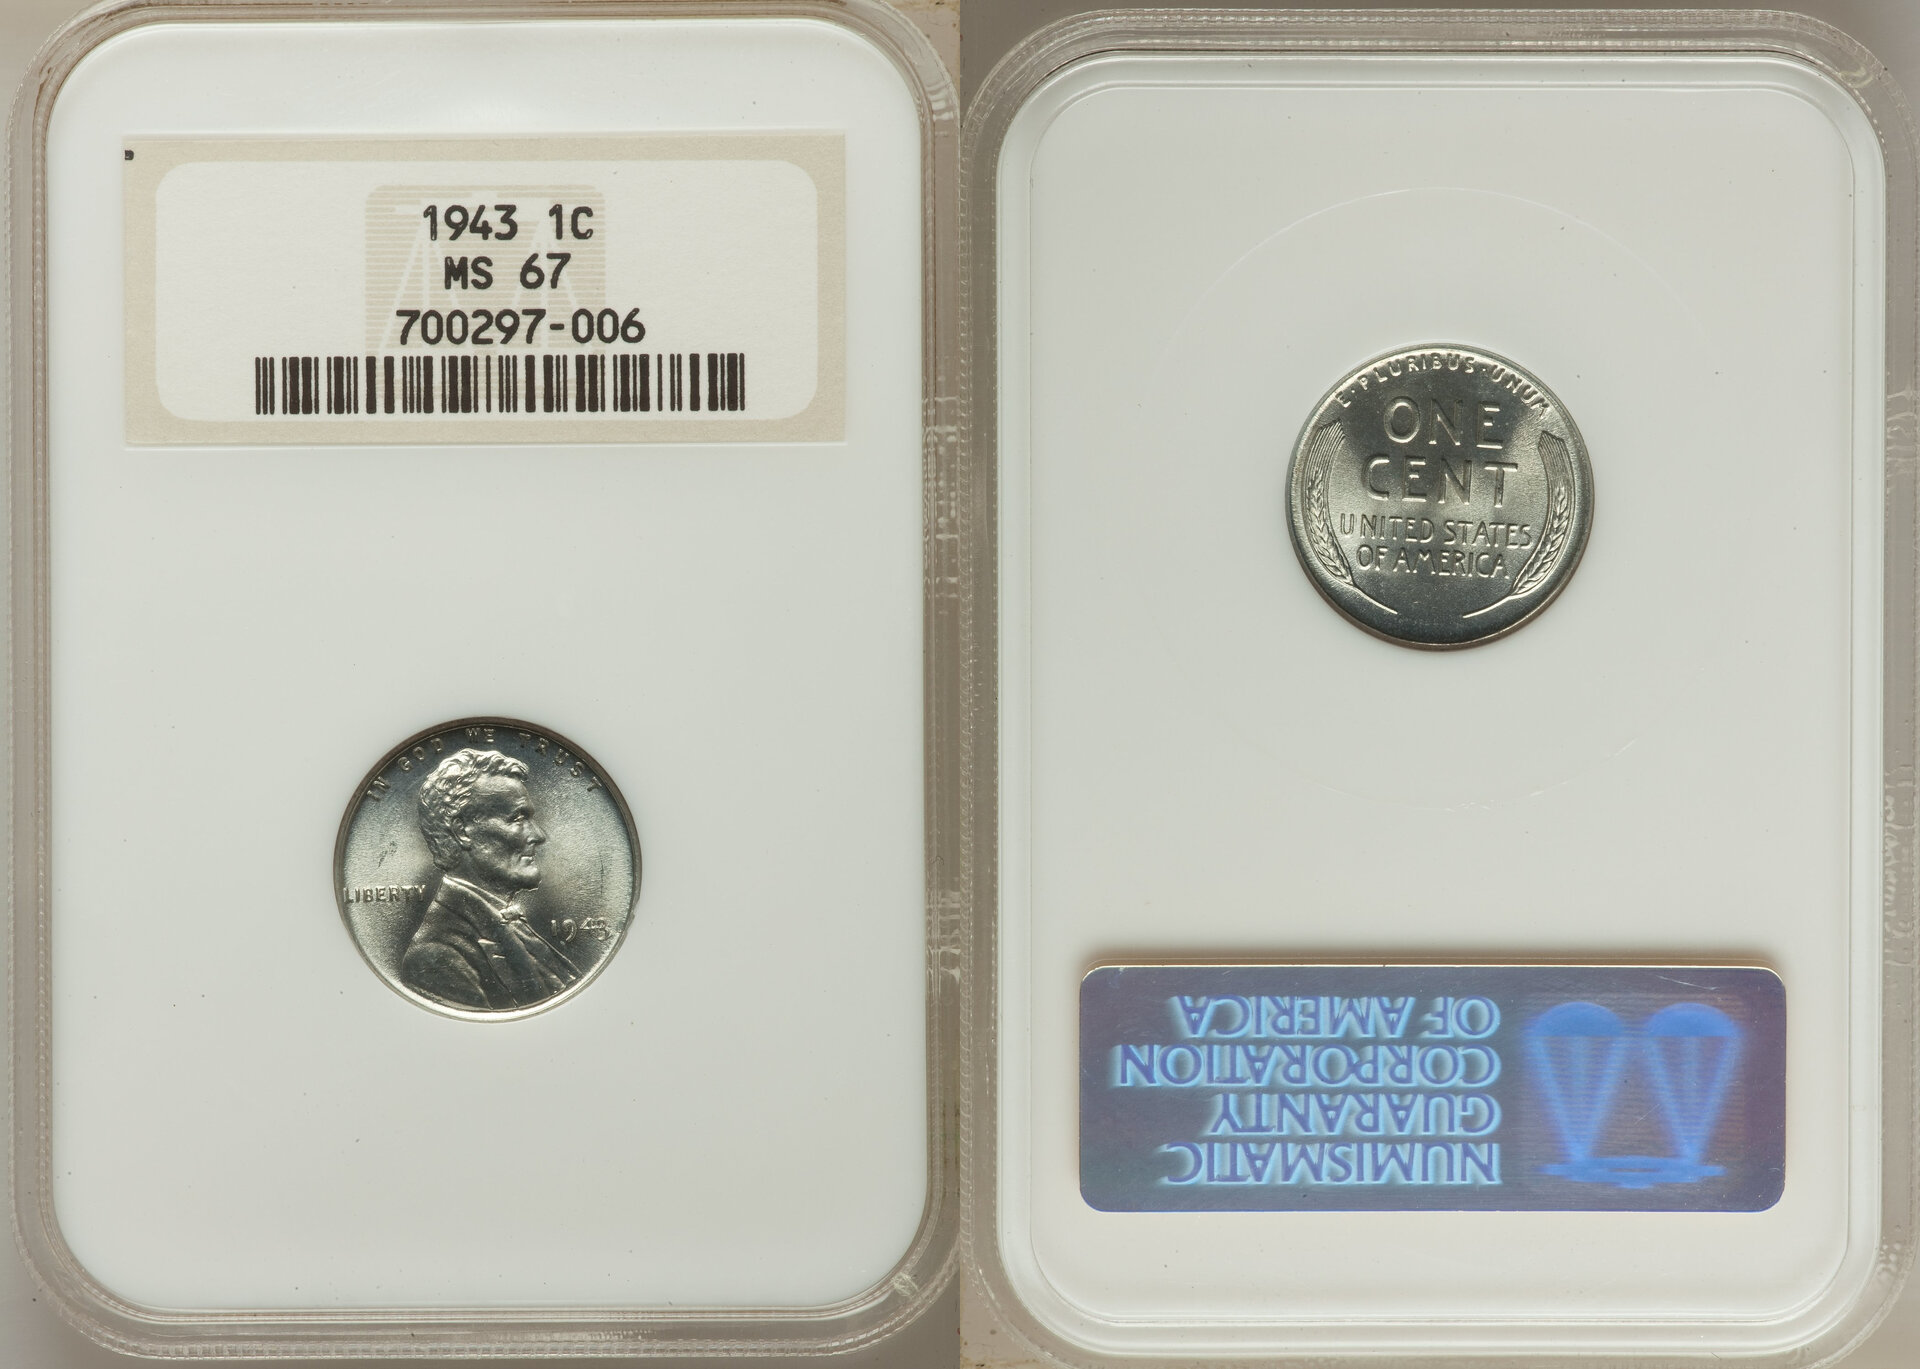 1943 1C
MS 67
700297-006
IN GOD WE TRUST
LIBERTY
1943
E·PLURIBUS·UNUM
ONE
CENT
UNITED STATES
OF AMERICA
NUMISMATIC
GUARANTY
CORPORATION
OF AMERICA